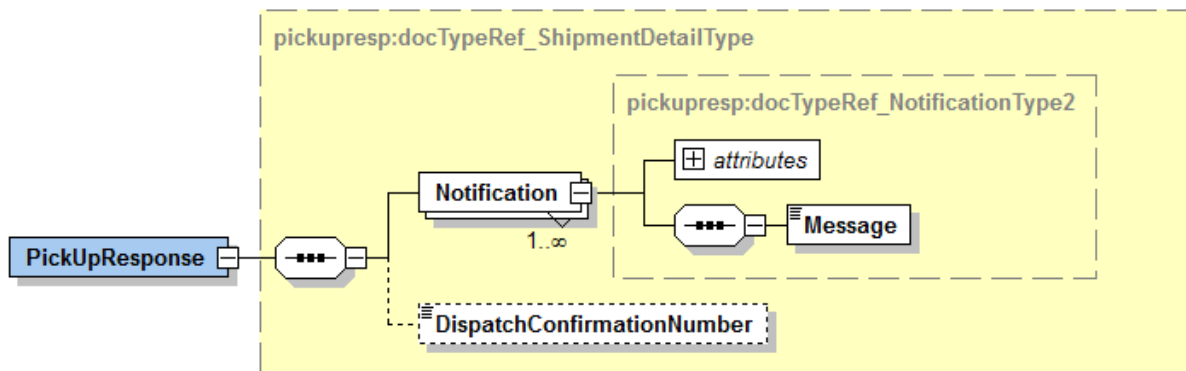 pickupresp:docTypeRef_ShipmentDetailType
pickupresp:docTypeRef_NotificationType2
attributes
Notification
1..∞
Message
PickUpResponse
DispatchConfirmationNumber